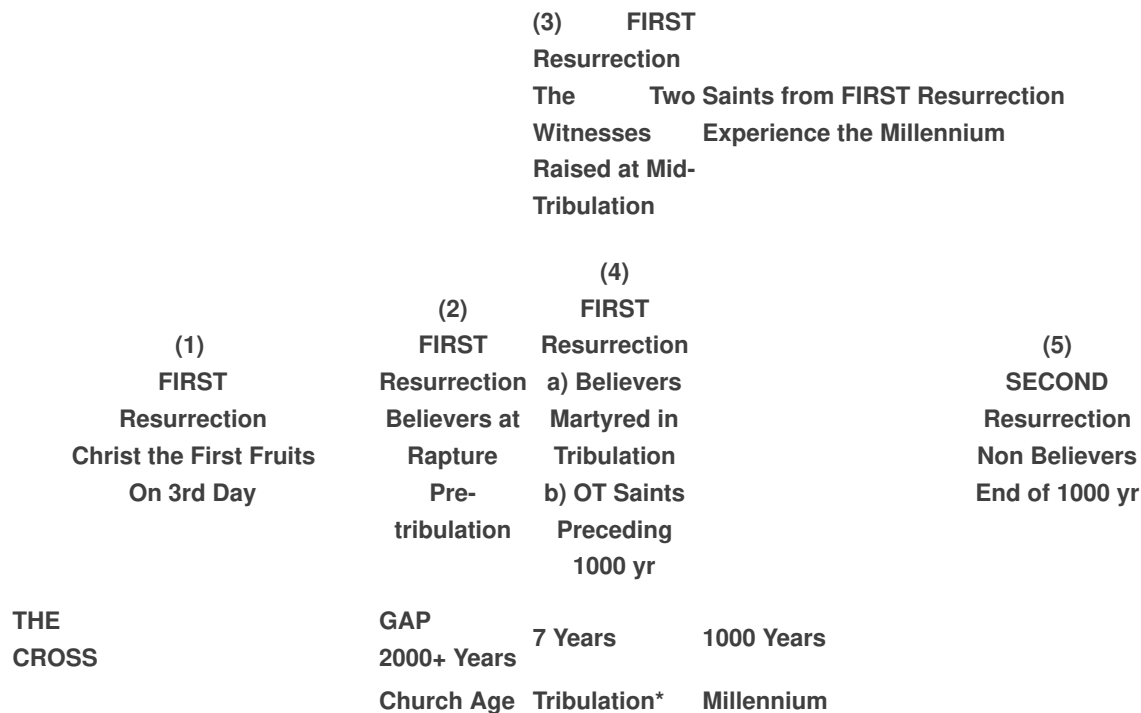 (3) FIRST
Resurrection
The Two
Witnesses
Raised at Mid-
Tribulation
Saints from FIRST Resurrection
Experience the Millennium
(1)
FIRST
Resurrection
Christ the First Fruits
On 3rd Day
(2)
FIRST
Resurrection
Believers at
Rapture
Pre-
tribulation
(4)
FIRST
Resurrection
a) Believers
Martyred in
Tribulation
b) OT Saints
Preceding
1000 yr
(5)
SECOND
Resurrection
Non Believers
End of 1000 yr
THE
CROSS
GAP
2000+ Years
7 Years
1000 Years
Church Age
Tribulation*
Millennium